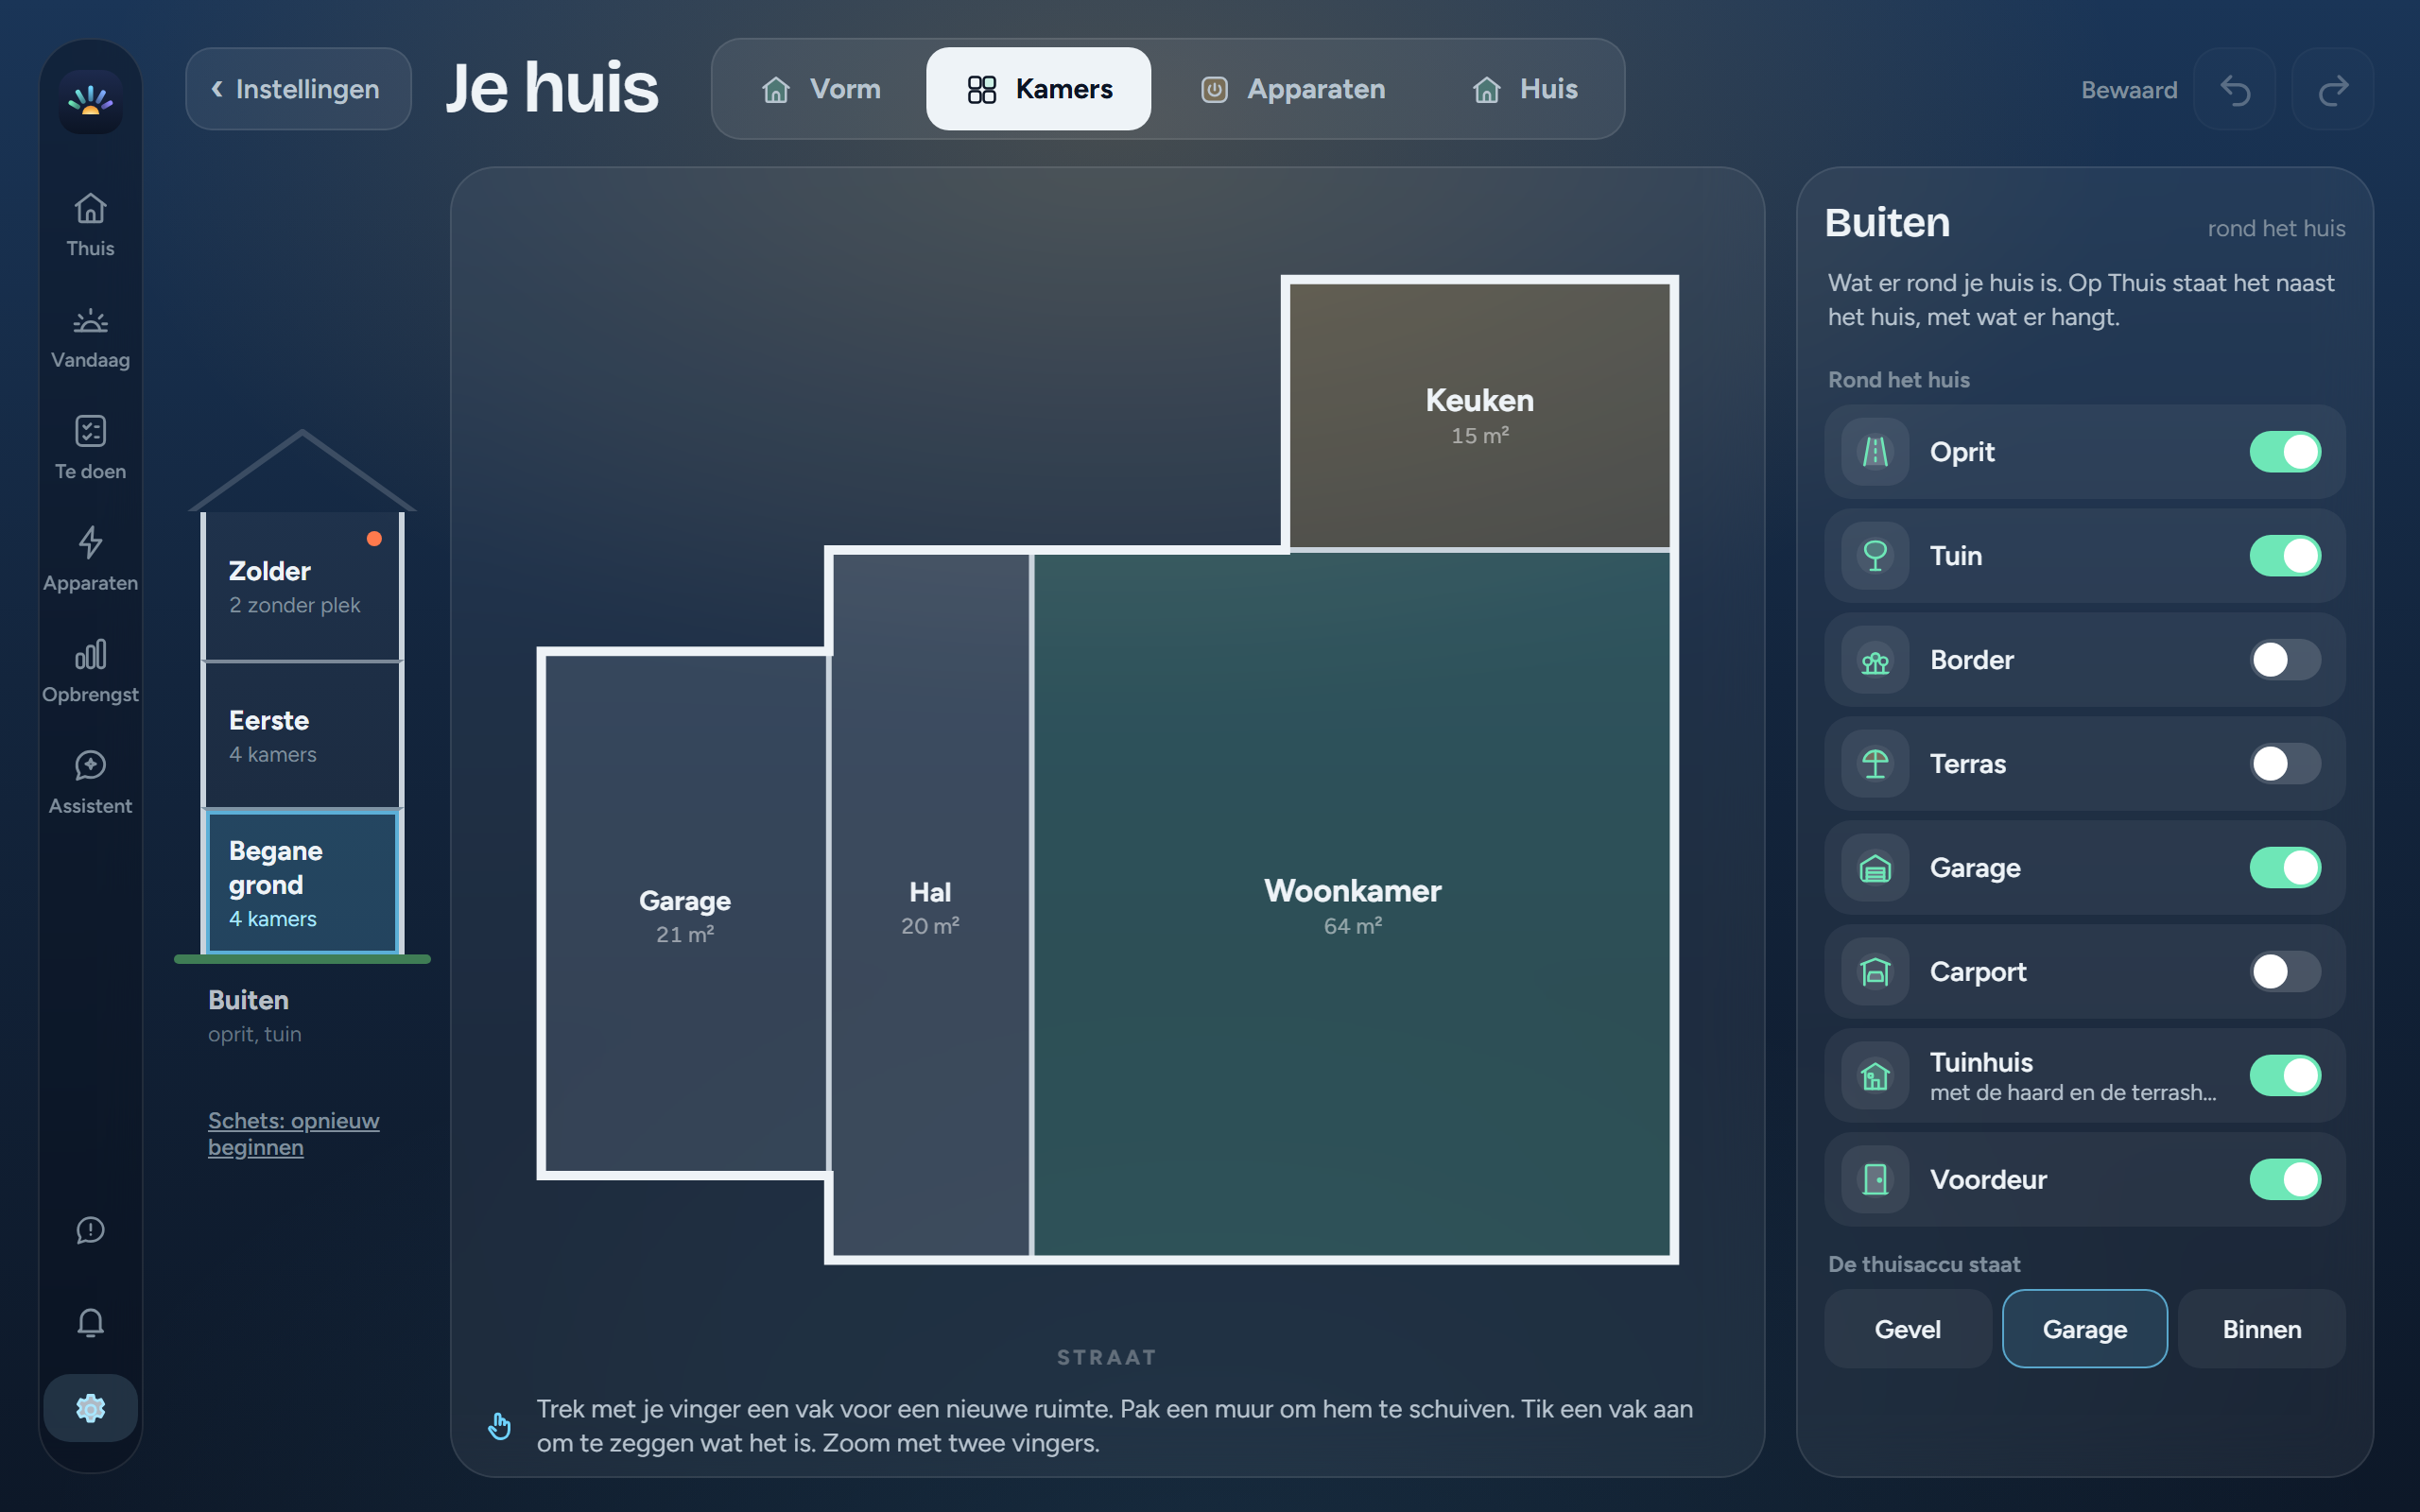 Instellingen
Je huis
Vorm
Kamers
Apparaten
Huis
Bewaard
Thuis
Vandaag
Te doen
Apparaten
Opbrengst
Assistent
Zolder
2 zonder plek
Eerste
4 kamers
Begane
grond
4 kamers
Buiten
oprit, tuin
Schets: opnieuw
beginnen
Keuken
15 m²
Garage
21 m²
Hal
20 m²
Woonkamer
64 m²
STRAAT
Trek met je vinger een vak voor een nieuwe ruimte. Pak een muur om hem te schuiven. Tik een vak aan
om te zeggen wat het is. Zoom met twee vingers.
Buiten
rond het huis
Wat er rond je huis is. Op Thuis staat het naast
het huis, met wat er hangt.
Rond het huis
Oprit
Tuin
Border
Terras
Garage
Carport
Tuinhuis
met de haard en de terrash...
Voordeur
De thuisaccu staat
Gevel
Garage
Binnen